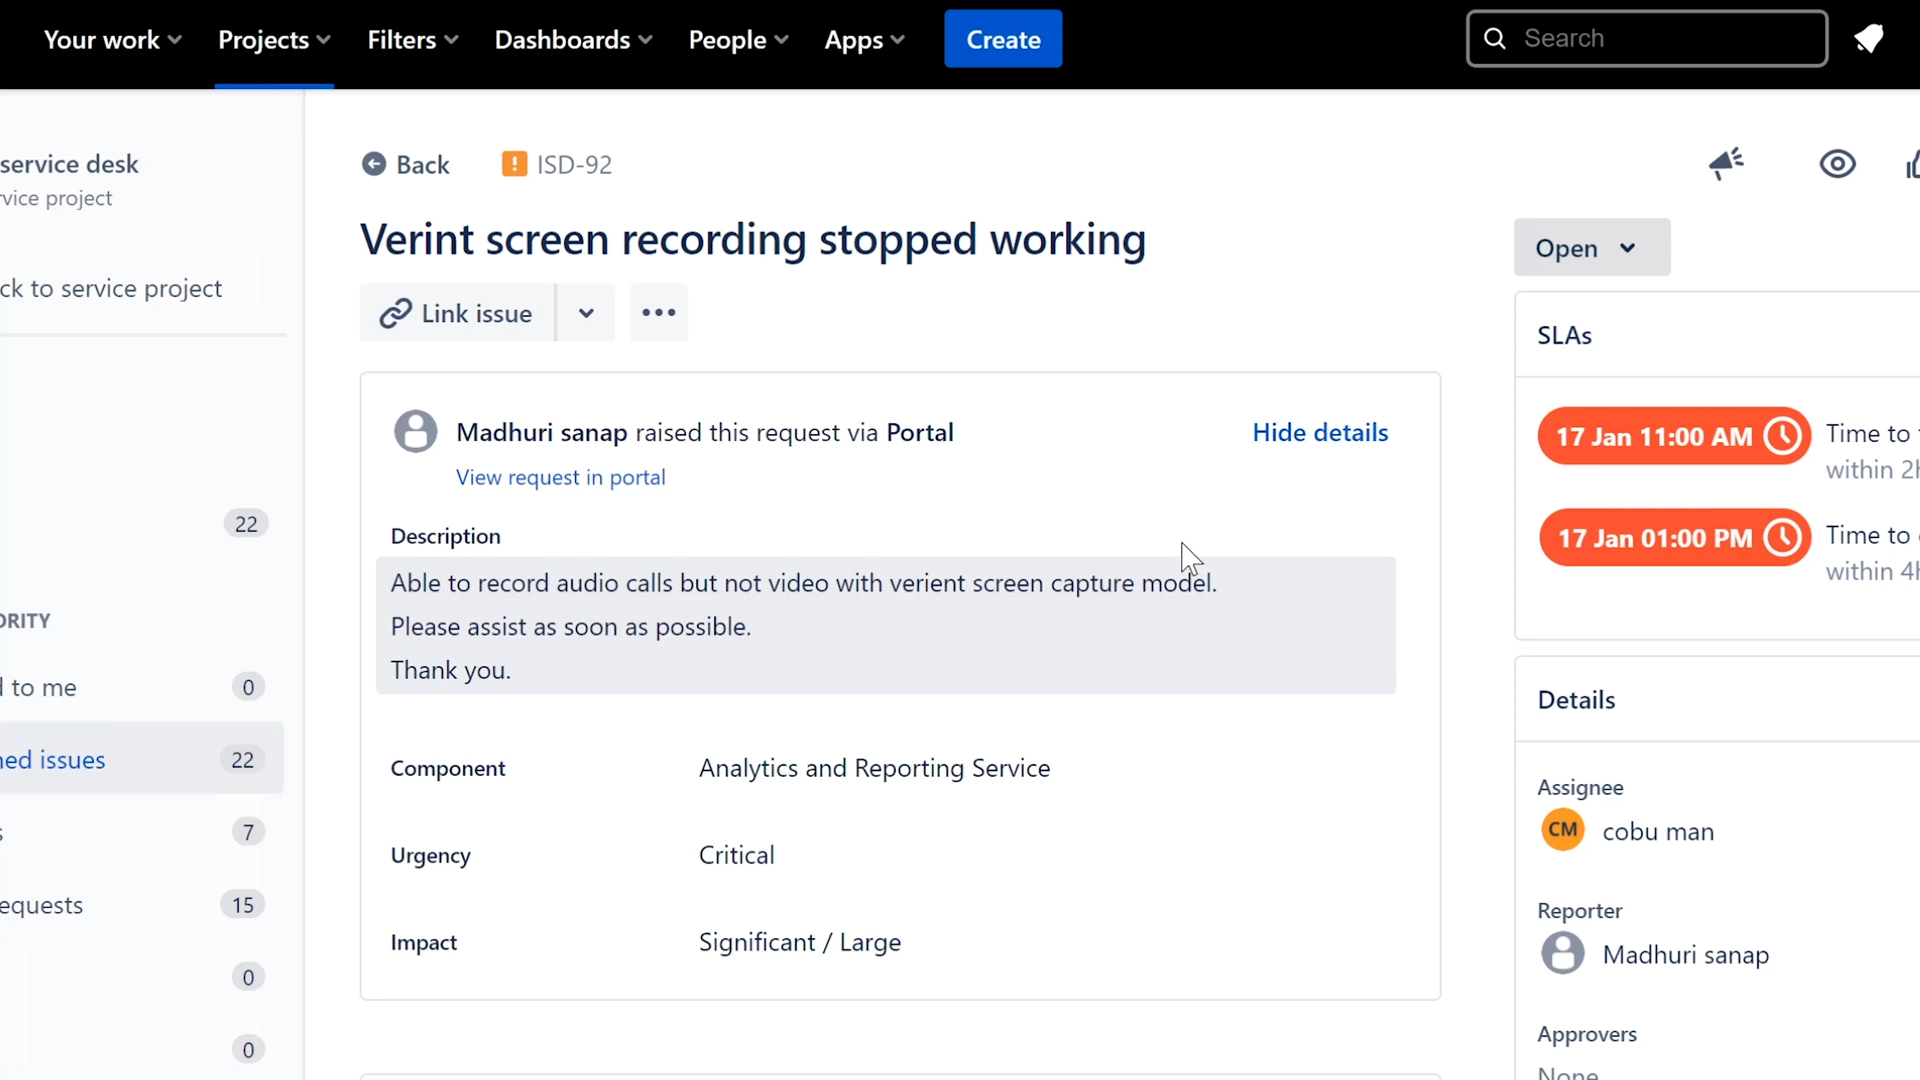 Your work Projects Filters Dashboards People Apps Create Search
service desk
vice project
ck to service project
22
ORITY
d to me 0
ned issues 22
s 7
equests 15
0
0
Back ISD-92
Verint screen recording stopped working
Link issue
Madhuri sanap raised this request via Portal Hide details
View request in portal
Description
Able to record audio calls but not video with verient screen capture model.
Please assist as soon as possible.
Thank you.
Component Analytics and Reporting Service
Urgency Critical
Impact Significant / Large
Open
SLAs
17 Jan 11:00 AM Time to
within 2h
17 Jan 01:00 PM Time to
within 4h
Details
Assignee
CM cobu man
Reporter
Madhuri sanap
Approvers
None